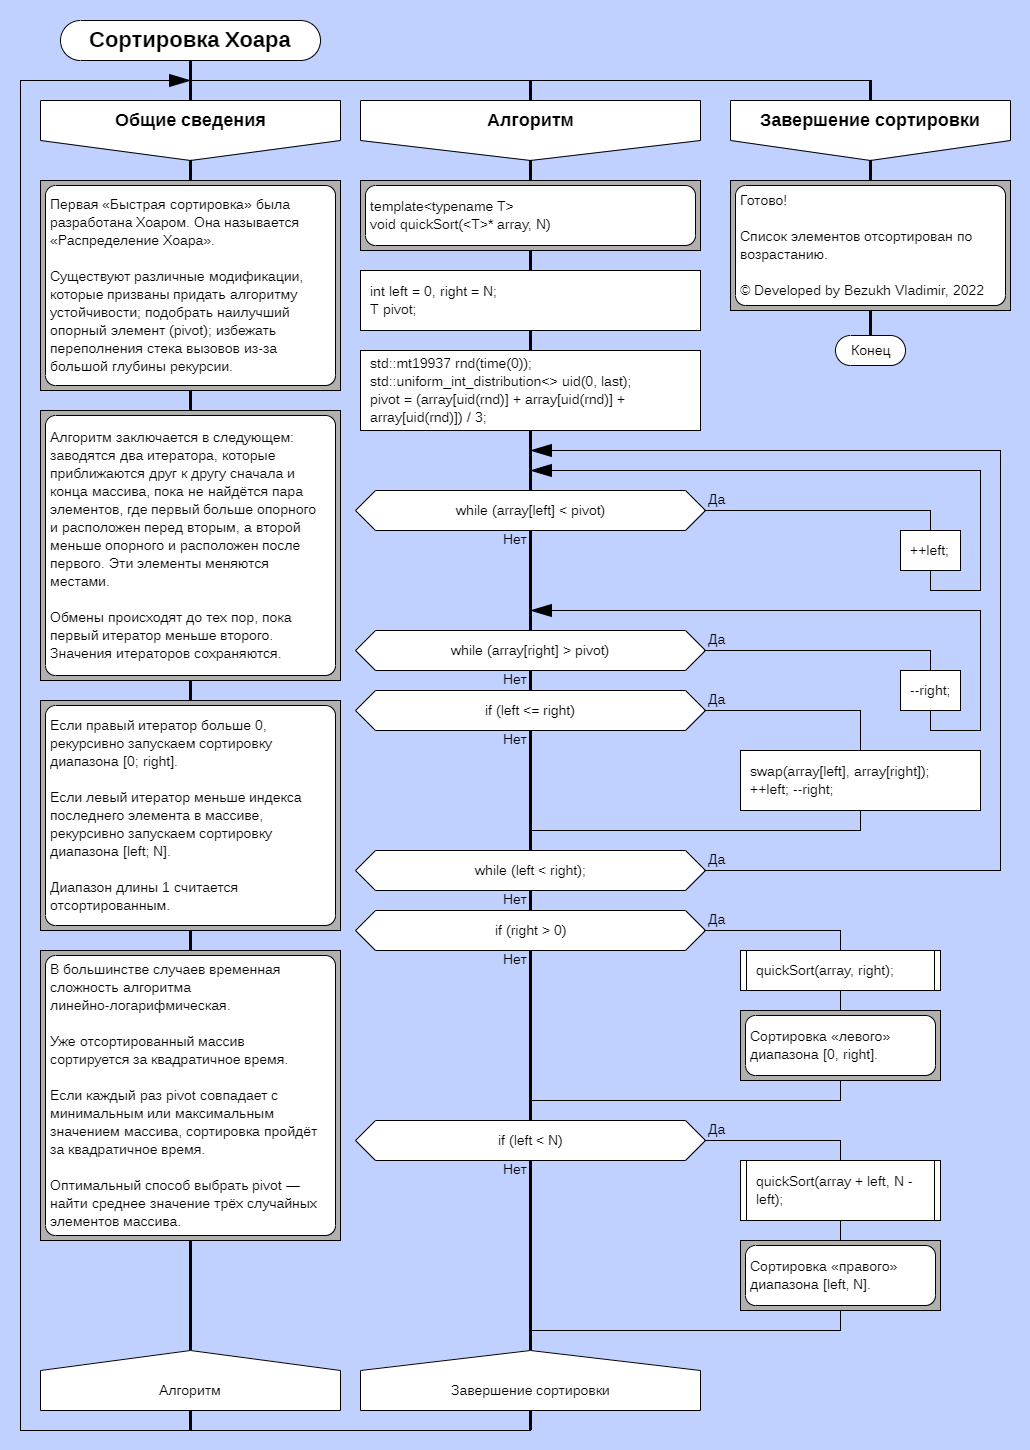 Сортировка Хоара
Общие сведения
Первая «Быстрая сортировка» была
разработана Хоаром. Она называется
«Распределение Хоара».
Существуют различные модификации,
которые призваны придать алгоритму
устойчивости; подобрать наилучший
опорный элемент (pivot); избежать
переполнения стека вызовов из-за
большой глубины рекурсии.
Алгоритм заключается в следующем:
заводятся два итератора, которые
приближаются друг к другу сначала и
конца массива, пока не найдётся пара
элементов, где первый больше опорного
и расположен перед вторым, а второй
меньше опорного и расположен после
первого. Эти элементы меняются
местами.
Обмены происходят до тех пор, пока
первый итератор меньше второго.
Значения итераторов сохраняются.
Если правый итератор больше 0,
рекурсивно запускаем сортировку
диапазона [0; right].
Если левый итератор меньше индекса
последнего элемента в массиве,
рекурсивно запускаем сортировку
диапазона [left; N].
Диапазон длины 1 считается
отсортированным.
В большинстве случаев временная
сложность алгоритма
линейно-логарифмическая.
Уже отсортированный массив
сортируется за квадратичное время.
Если каждый раз pivot совпадает с
минимальным или максимальным
значением массива, сортировка пройдёт
за квадратичное время.
Оптимальный способ выбрать pivot —
найти среднее значение трёх случайных
элементов массива.
Алгоритм
Алгоритм
template<typename T>
void quickSort(<T>* array, N)
int left = 0, right = N;
T pivot;
std::mt19937 rnd(time(0));
std::uniform_int_distribution<> uid(0, last);
pivot = (array[uid(rnd)] + array[uid(rnd)] +
array[uid(rnd)]) / 3;
while (array[left] < pivot)
Да
Нет
++left;
while (array[right] > pivot)
Да
Нет
--right;
if (left <= right)
Да
Нет
swap(array[left], array[right]);
++left; --right;
while (left < right);
Да
Нет
if (right > 0)
Да
Нет
quickSort(array, right);
Сортировка «левого»
диапазона [0, right].
if (left < N)
Да
Нет
quickSort(array + left, N -
left);
Сортировка «правого»
диапазона [left, N].
Завершение сортировки
Завершение сортировки
Готово!
Список элементов отсортирован по
возрастанию.
© Developed by Bezukh Vladimir, 2022
Конец